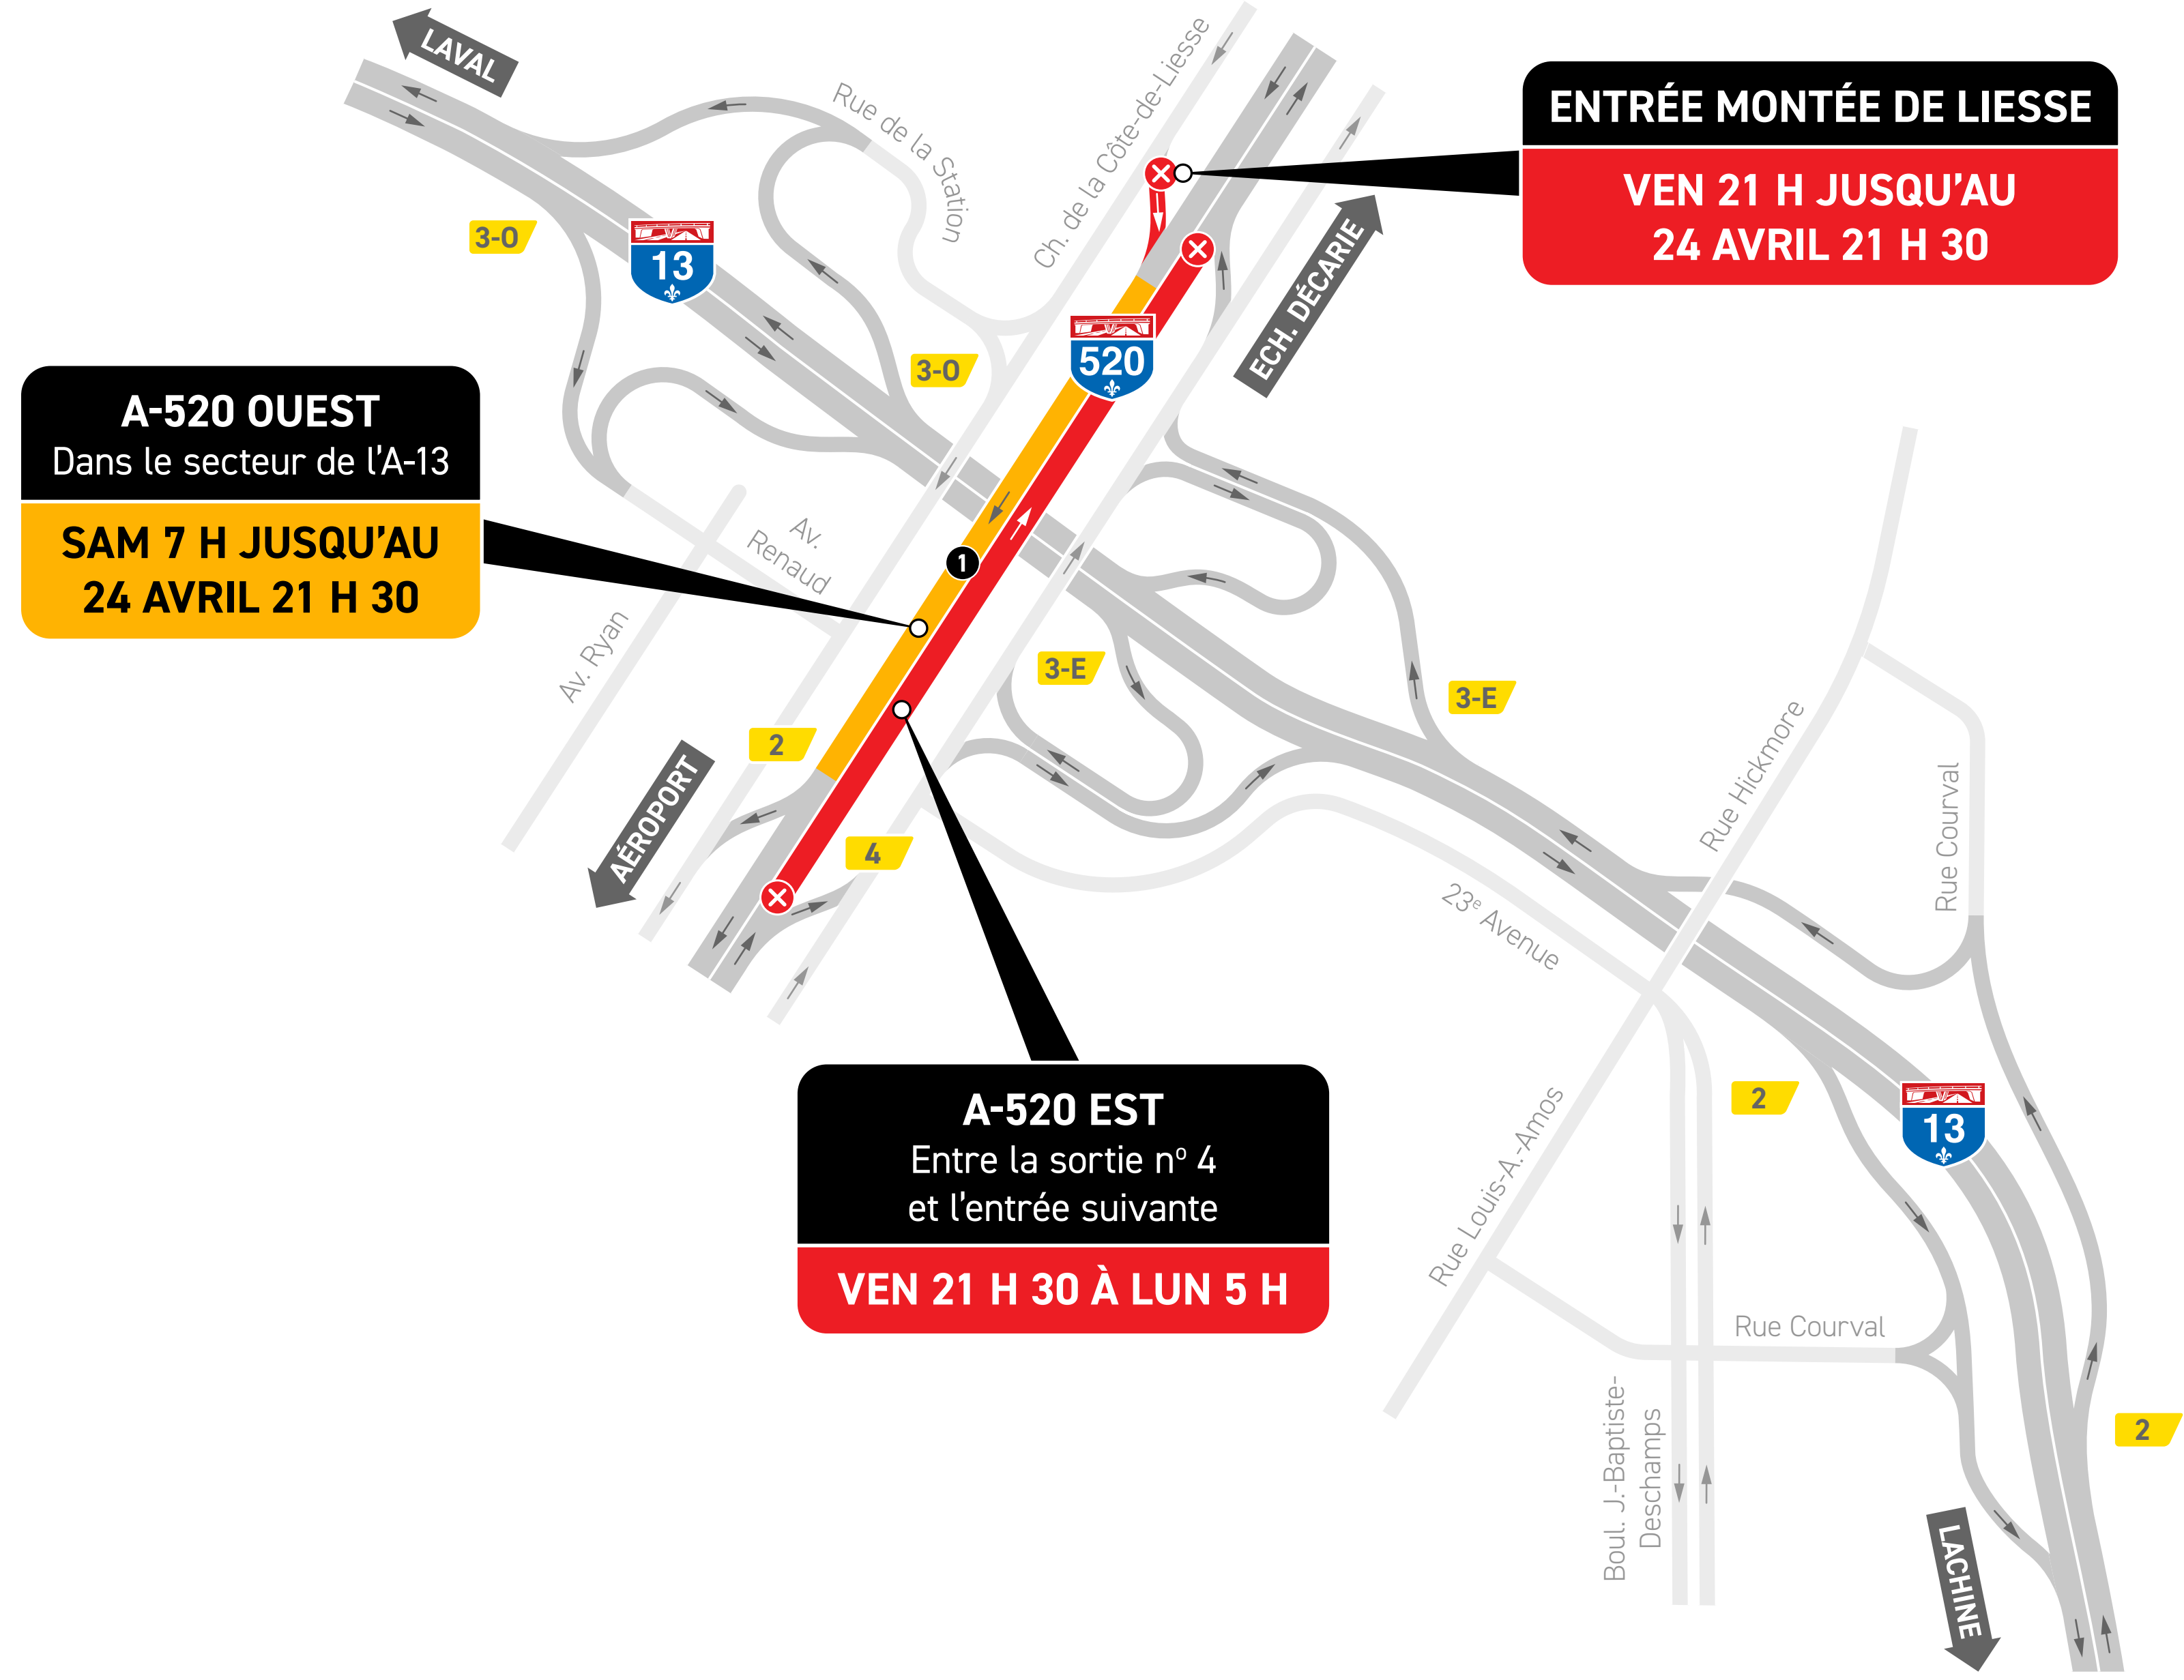 LAVAL
Rue de la Station
Ch. de la Côte-de-Liesse
ENTRÉE MONTÉE DE LIESSE
VEN 21 H JUSQU'AU
24 AVRIL 21 H 30
3-O
13
520
ECH. DÉCARIE
3-O
A-520 OUEST
Dans le secteur de l'A-13
SAM 7 H JUSQU'AU
24 AVRIL 21 H 30
Av.
Renaud
1
Av. Ryan
3-E
3-E
2
AÉROPORT
4
Rue Hickmore
Rue Courval
23e Avenue
A-520 EST
Entre la sortie no 4
et l'entrée suivante
VEN 21 H 30 À LUN 5 H
2
13
Rue Louis-A.-Amos
Rue Courval
Boul. J.-Baptiste-
Deschamps
2
LACHINE